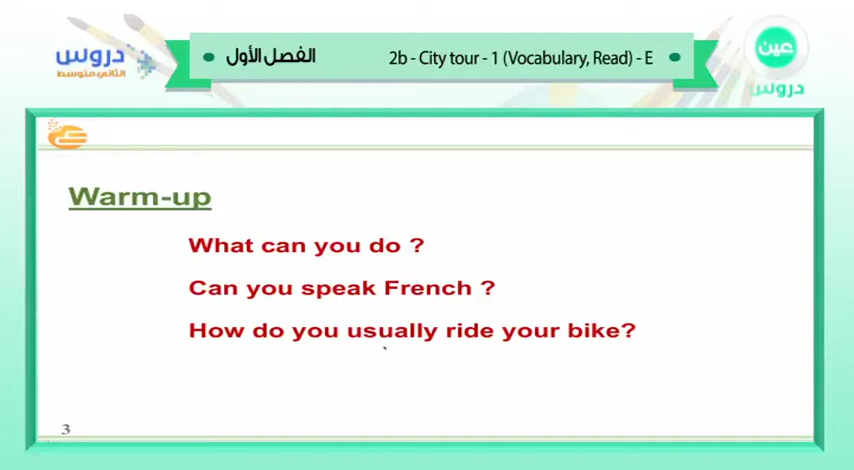 دروس
الثاني متوسط
الفصل الأول
2b - City tour - 1 (Vocabulary, Read) - E
عين
دروس
Warm-up
What can you do ?
Can you speak French ?
How do you usually ride your bike?
3